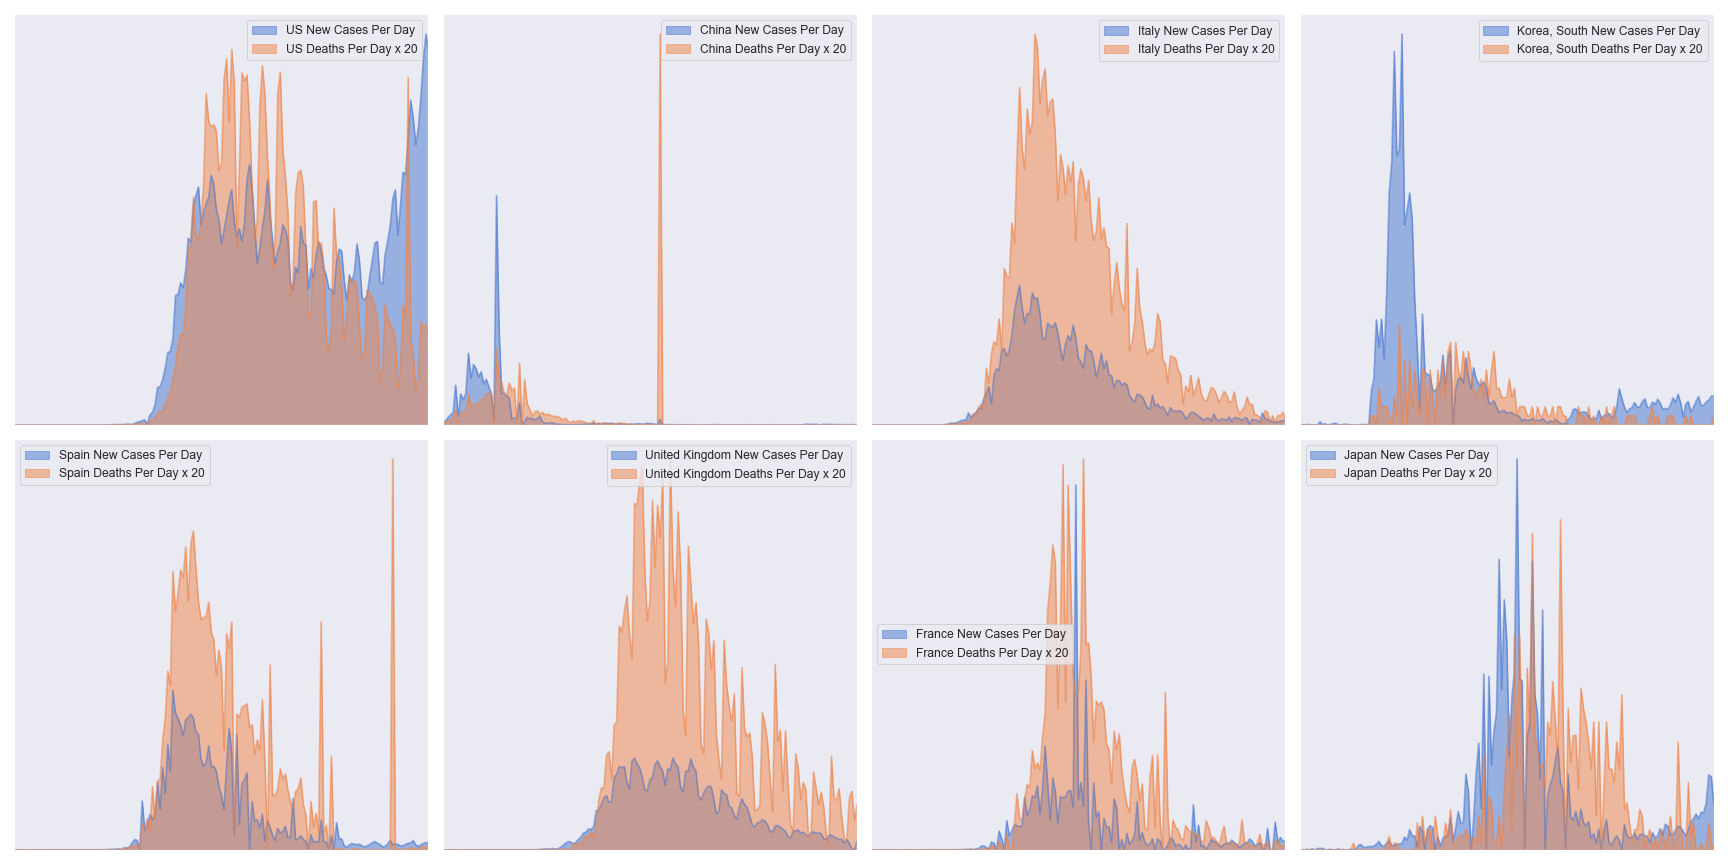 US New Cases Per Day
US Deaths Per Day x 20
China New Cases Per Day
China Deaths Per Day x 20
Italy New Cases Per Day
Italy Deaths Per Day x 20
Korea, South New Cases Per Day
Korea, South Deaths Per Day x 20
Spain New Cases Per Day
Spain Deaths Per Day x 20
United Kingdom New Cases Per Day
United Kingdom Deaths Per Day x 20
France New Cases Per Day
France Deaths Per Day x 20
Japan New Cases Per Day
Japan Deaths Per Day x 20